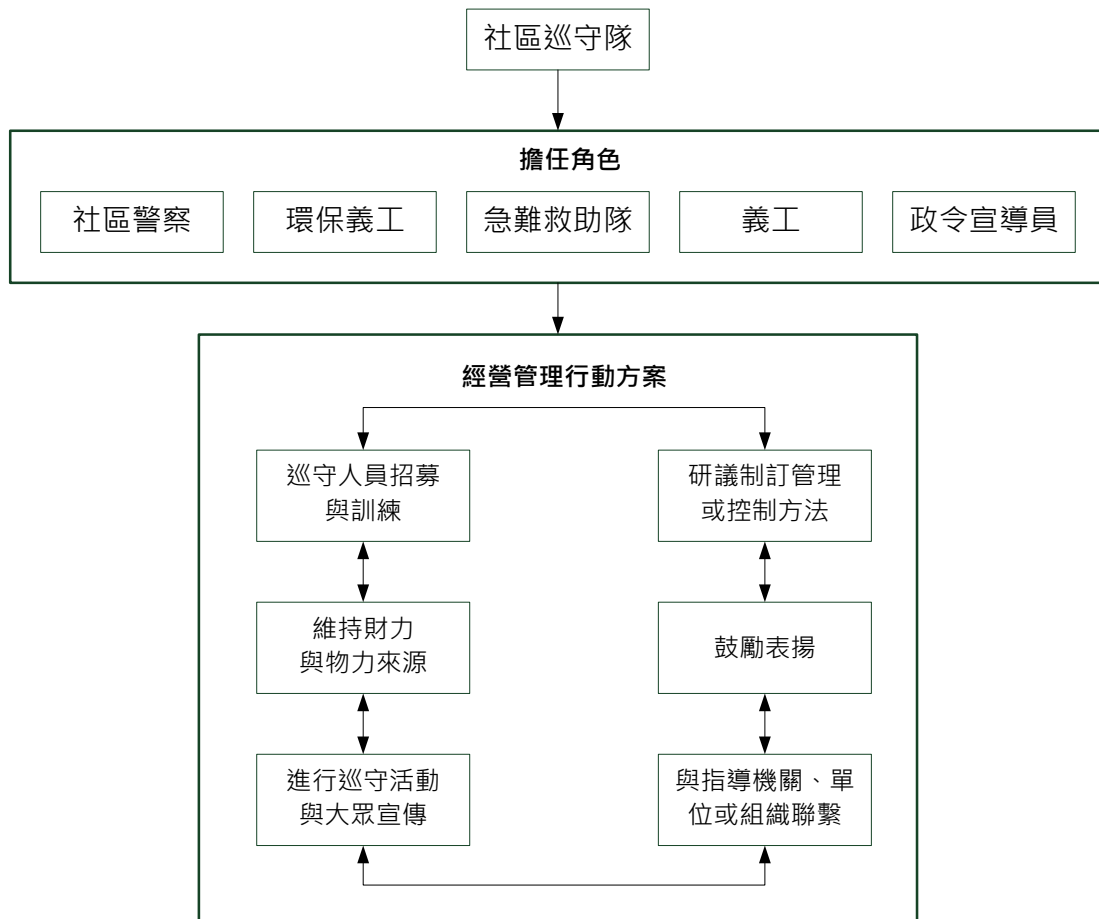 社區巡守隊
擔任角色
社區警察
環保義工
急難救助隊
義工
政令宣導員
經營管理行動方案
巡守人員招募
與訓練
研議制訂管理
或控制方法
維持財力
與物力來源
鼓勵表揚
進行巡守活動
與大眾宣傳
與指導機關、單
位或組織聯繫